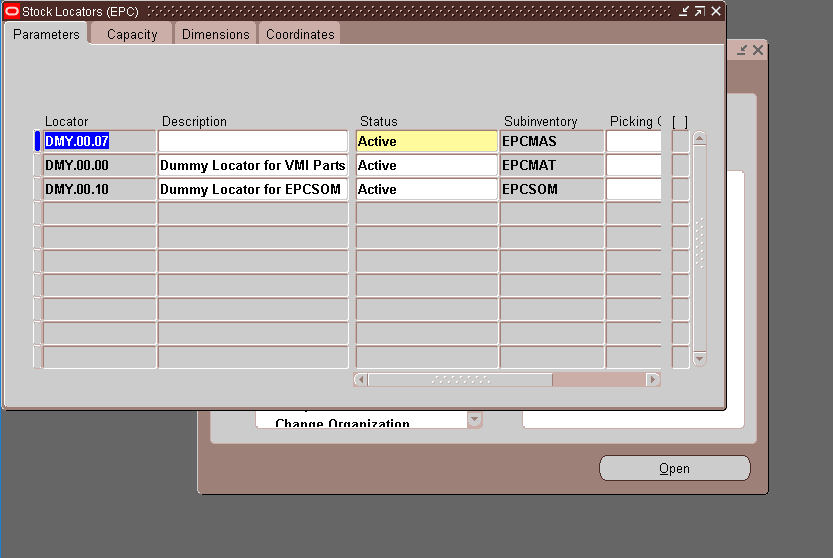 Stock Locators (EPC)
Parameters Capacity Dimensions Coordinates
Locator Description Status Subinventory Picking [ ]
DMY.00.07 Active EPCMAS
DMY.00.00 Dummy Locator for VMI Parts Active EPCMAT
DMY.00.10 Dummy Locator for EPCSOM Active EPCSOM
Change Organization
Open